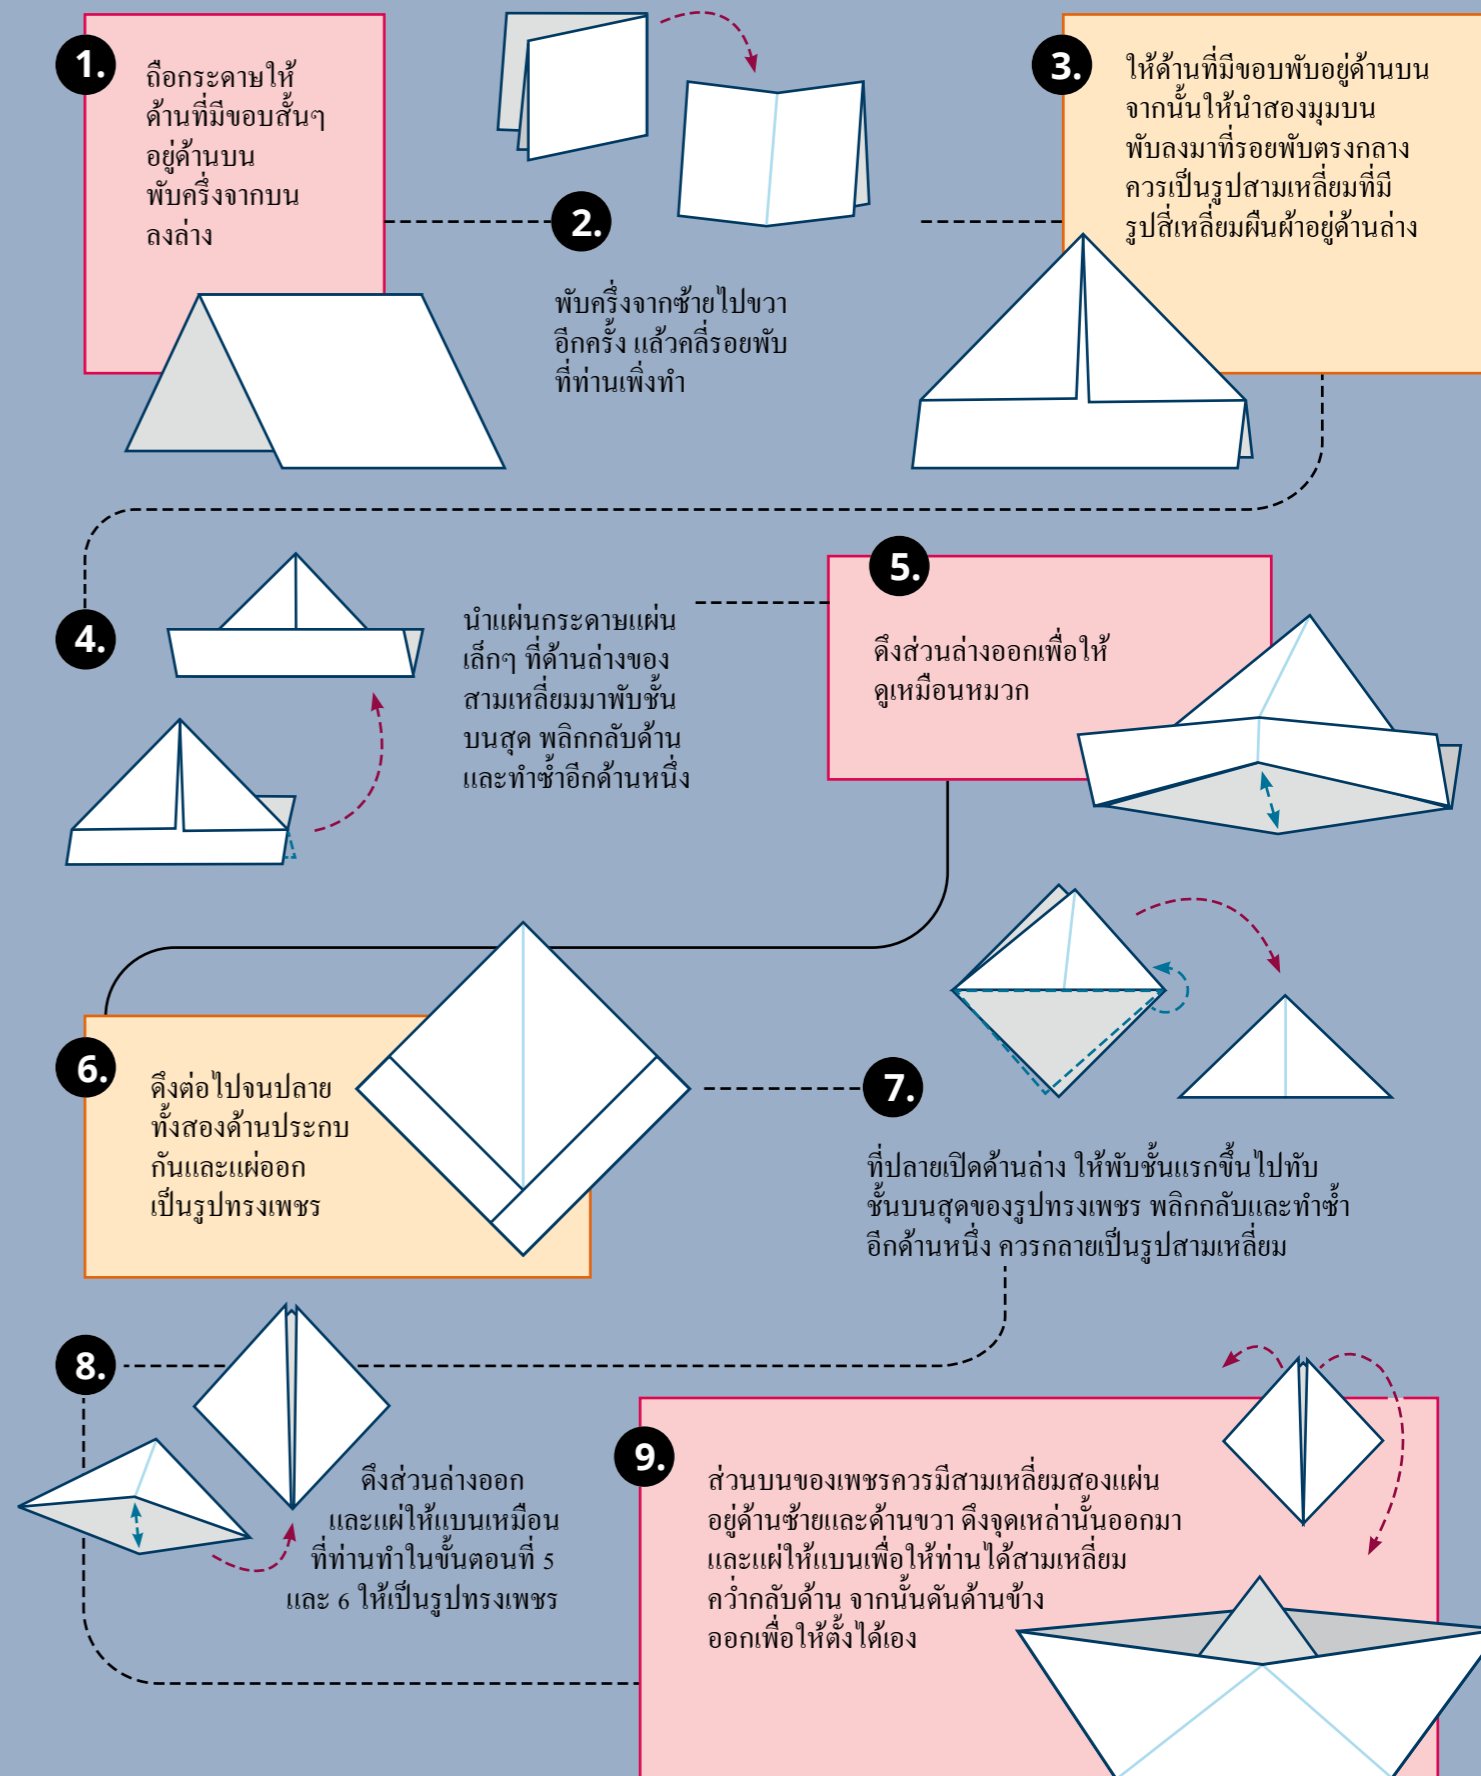 1.
ถือกระดาษให้
ด้านที่มีขอบสั้นๆ
อยู่ด้านบน
พับครึ่งจากบน
ลงล่าง
2.
พับครึ่งจากซ้ายไปขวา
อีกครั้ง แล้วคลี่รอยพับ
ที่ท่านเพิ่งทำ
3.
ให้ด้านที่มีขอบพับอยู่ด้านบน
จากนั้นให้นำสองมุมบน
พับลงมาที่รอยพับตรงกลาง
ควรเป็นรูปสามเหลี่ยมที่มี
รูปสี่เหลี่ยมผืนผ้าอยู่ด้านล่าง
4.
นำแผ่นกระดาษแผ่น
เล็กๆ ที่ด้านล่างของ
สามเหลี่ยมมาพับชั้น
บนสุด พลิกกลับด้าน
และทำซ้ำอีกด้านหนึ่ง
5.
ดึงส่วนล่างออกเพื่อให้
ดูเหมือนหมวก
6.
ดึงต่อไปจนปลาย
ทั้งสองด้านประกบ
กันและแผ่ออก
เป็นรูปทรงเพชร
7.
ที่ปลายเปิดด้านล่าง ให้พับชั้นแรกขึ้นไปทับ
ชั้นบนสุดของรูปทรงเพชร พลิกกลับและทำซ้ำ
อีกด้านหนึ่ง ควรกลายเป็นรูปสามเหลี่ยม
8.
ดึงส่วนล่างออก
และแผ่ให้แบนเหมือน
ที่ท่านทำในขั้นตอนที่ 5
และ 6 ให้เป็นรูปทรงเพชร
9.
ส่วนบนของเพชรควรมีสามเหลี่ยมสองแผ่น
อยู่ด้านซ้ายและด้านขวา ดึงจุดเหล่านั้นออกมา
และแผ่ให้แบนเพื่อให้ท่านได้สามเหลี่ยม
คว่ำกลับด้าน จากนั้นดันด้านข้าง
ออกเพื่อให้ตั้งได้เอง